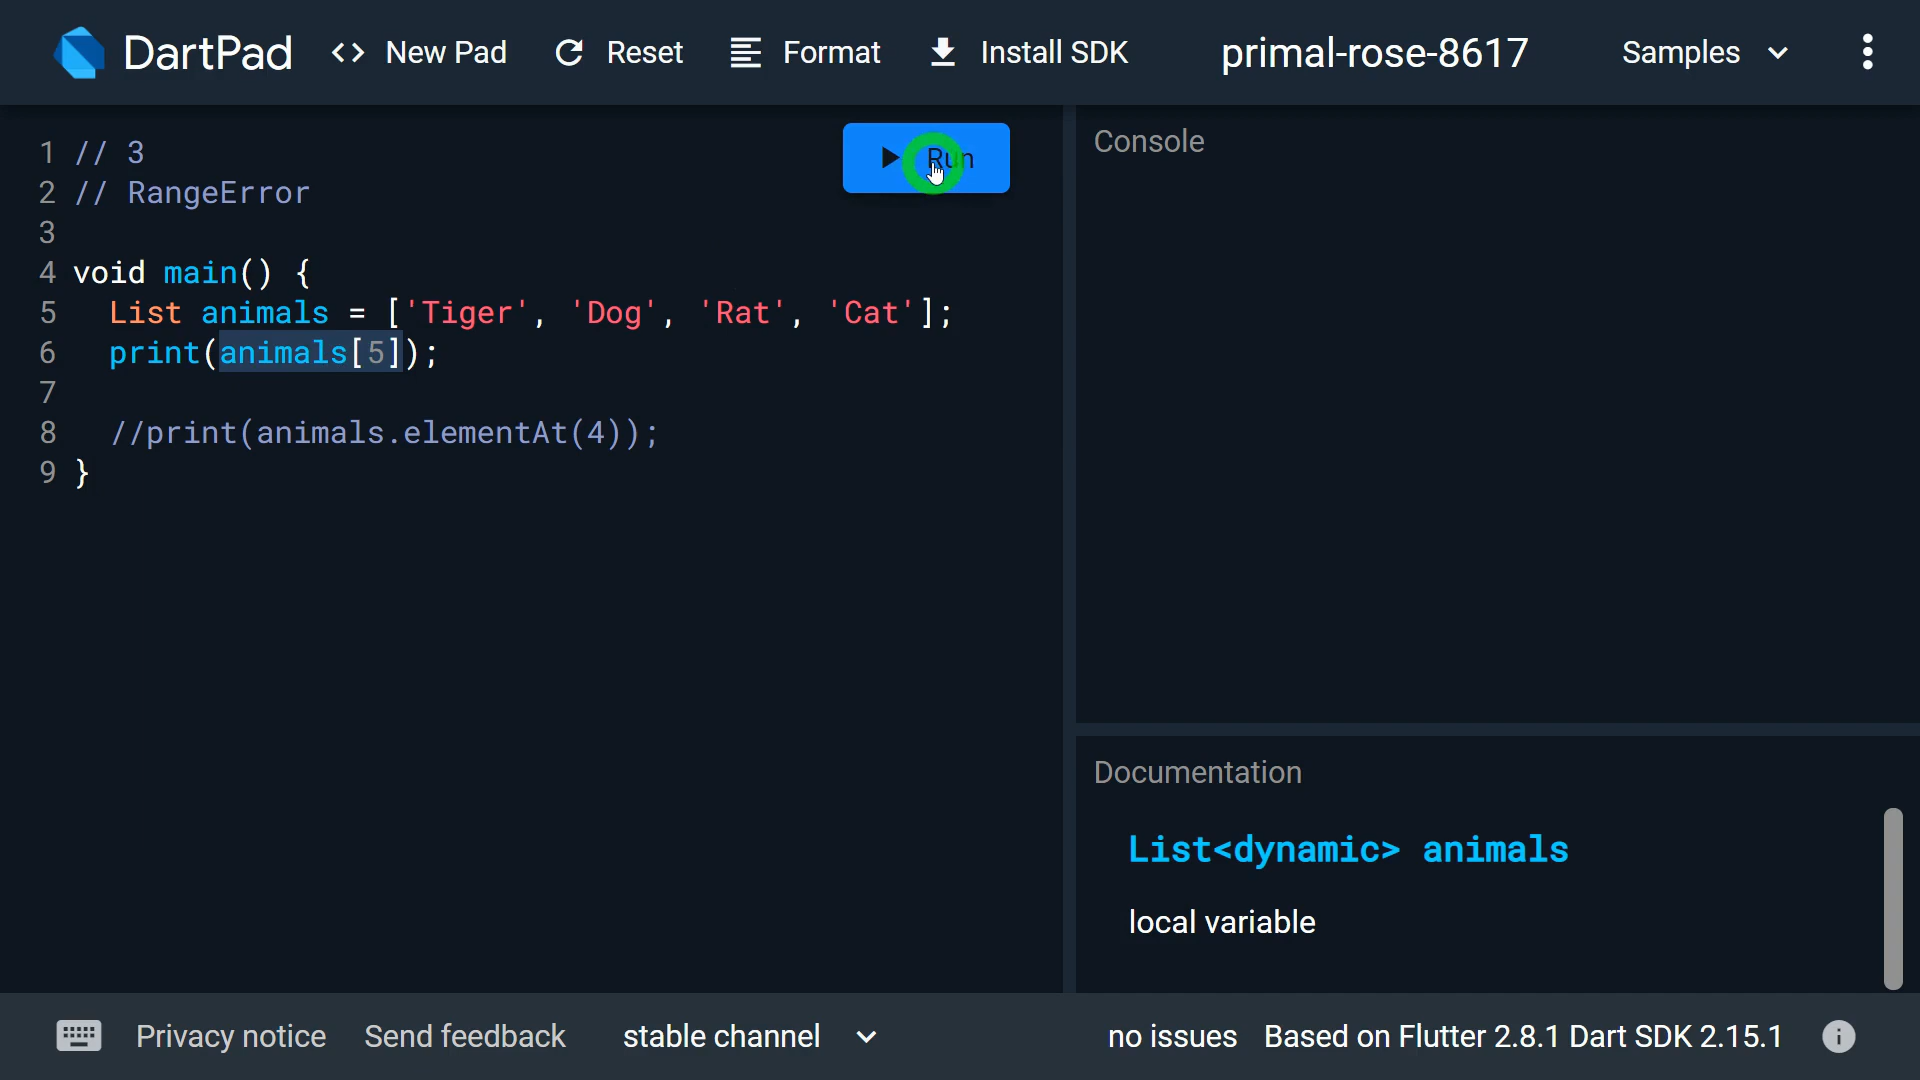 DartPad <> New Pad Reset Format Install SDK primal-rose-8617 Samples
Run
Console
1 // 3
2 // RangeError
3
4 void main() {
5 List animals = ['Tiger', 'Dog', 'Rat', 'Cat'];
6 print(animals[5]);
7
8 //print(animals.elementAt(4));
9 }
Documentation
List<dynamic> animals
local variable
Privacy notice Send feedback stable channel no issues Based on Flutter 2.8.1 Dart SDK 2.15.1